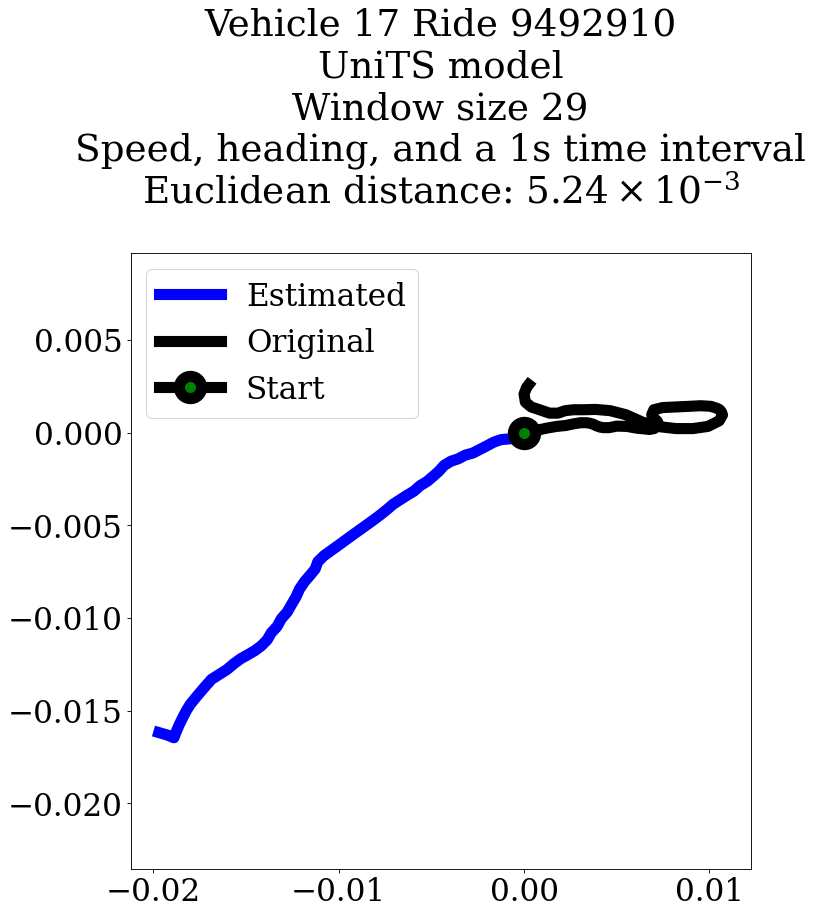 Vehicle 17 Ride 9492910
UniTS model
Window size 29
Speed, heading, and a 1s time interval
Euclidean distance: 5.24 × 10⁻³
Estimated
Original
Start
0.005
0.000
−0.005
−0.010
−0.015
−0.020
−0.02 −0.01 0.00 0.01